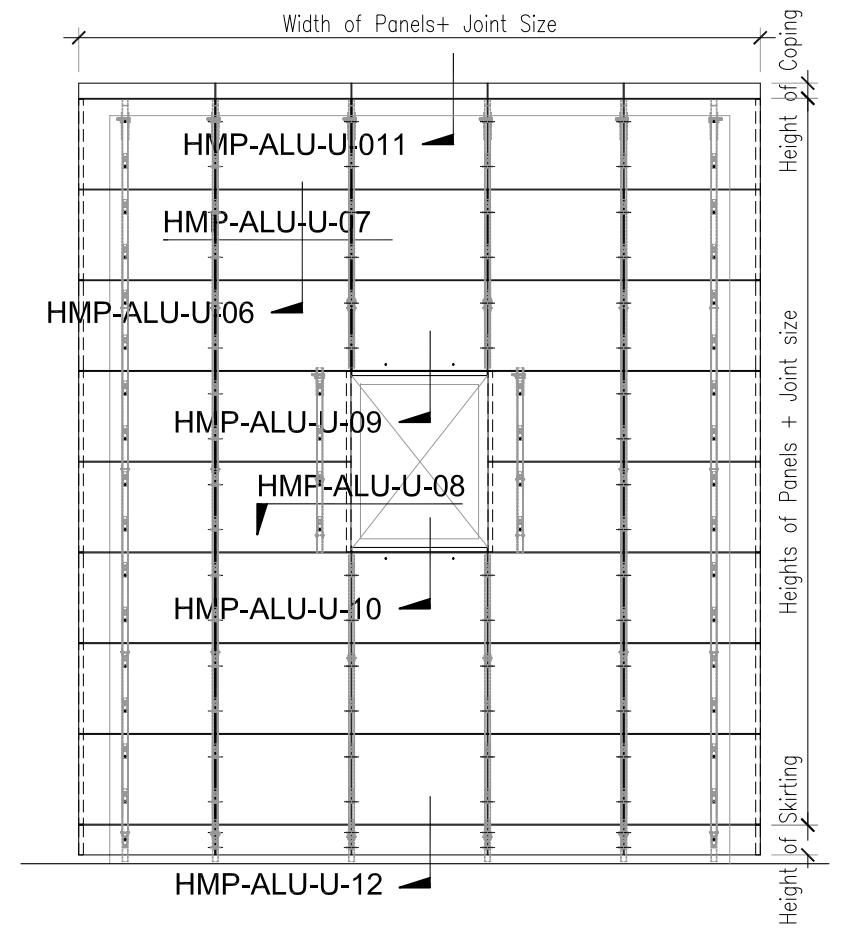 Width of Panels+ Joint Size
Height of Coping
HMP-ALU-U-011
HMP-ALU-U-07
HMP-ALU-U-06
Heights of Panels + Joint size
HMP-ALU-U-09
HMP-ALU-U-08
HMP-ALU-U-10
Height of Skirting
HMP-ALU-U-12